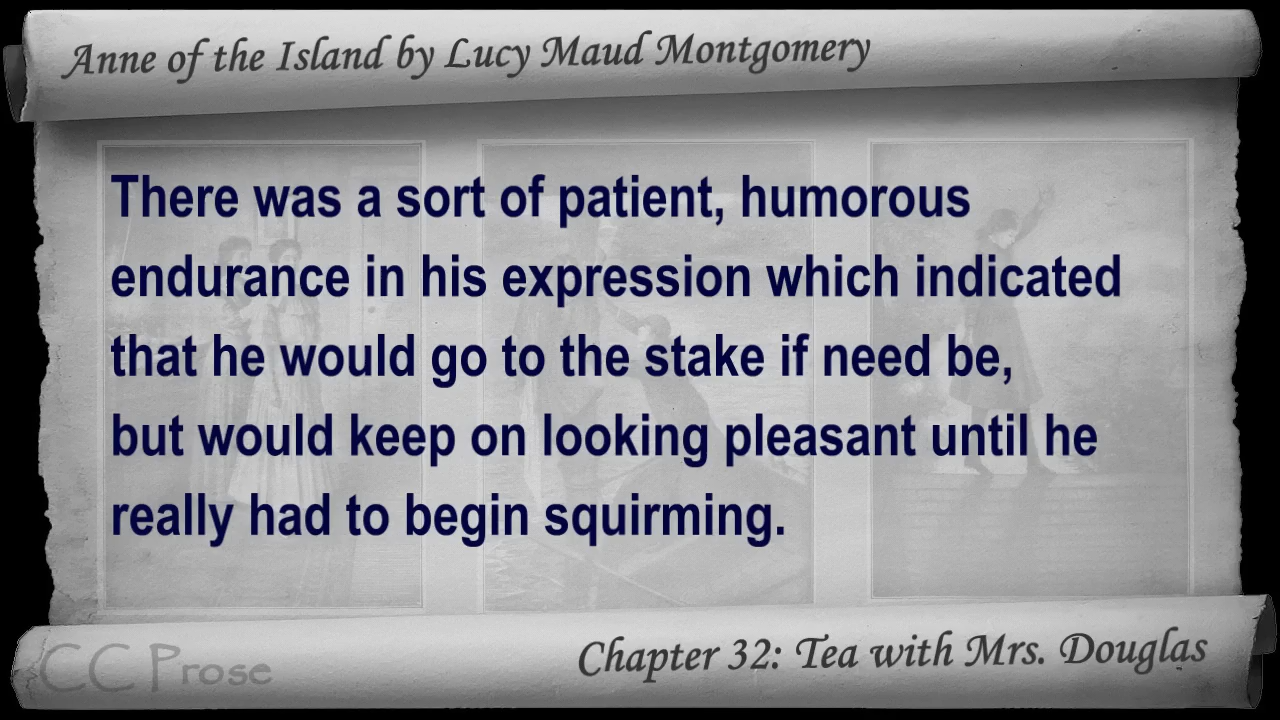 Anne of the Island by Lucy Maud Montgomery
There was a sort of patient, humorous
endurance in his expression which indicated
that he would go to the stake if need be,
but would keep on looking pleasant until he
really had to begin squirming.
CC Prose
Chapter 32: Tea with Mrs. Douglas